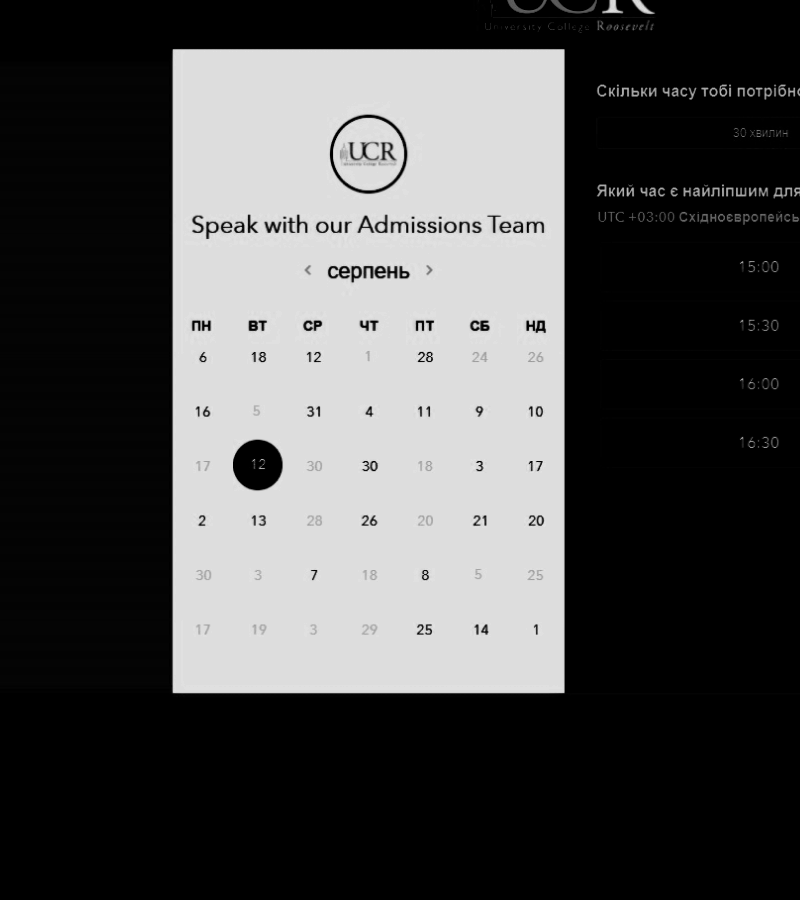 UCR
University College Roosevelt
Скільки часу тобі потрібно
30 хвилин
UCR
Speak with our Admissions Team
< серпень >
ПН ВТ СР ЧТ ПТ СБ НД
6 18 12 1 28 24 26
16 5 31 4 11 9 10
17 12 30 30 18 3 17
2 13 28 26 20 21 20
30 3 7 18 8 5 25
17 19 3 29 25 14 1
Який час є найліпшим для
UTC +03:00 Східноєвропейсь
15:00
15:30
16:00
16:30